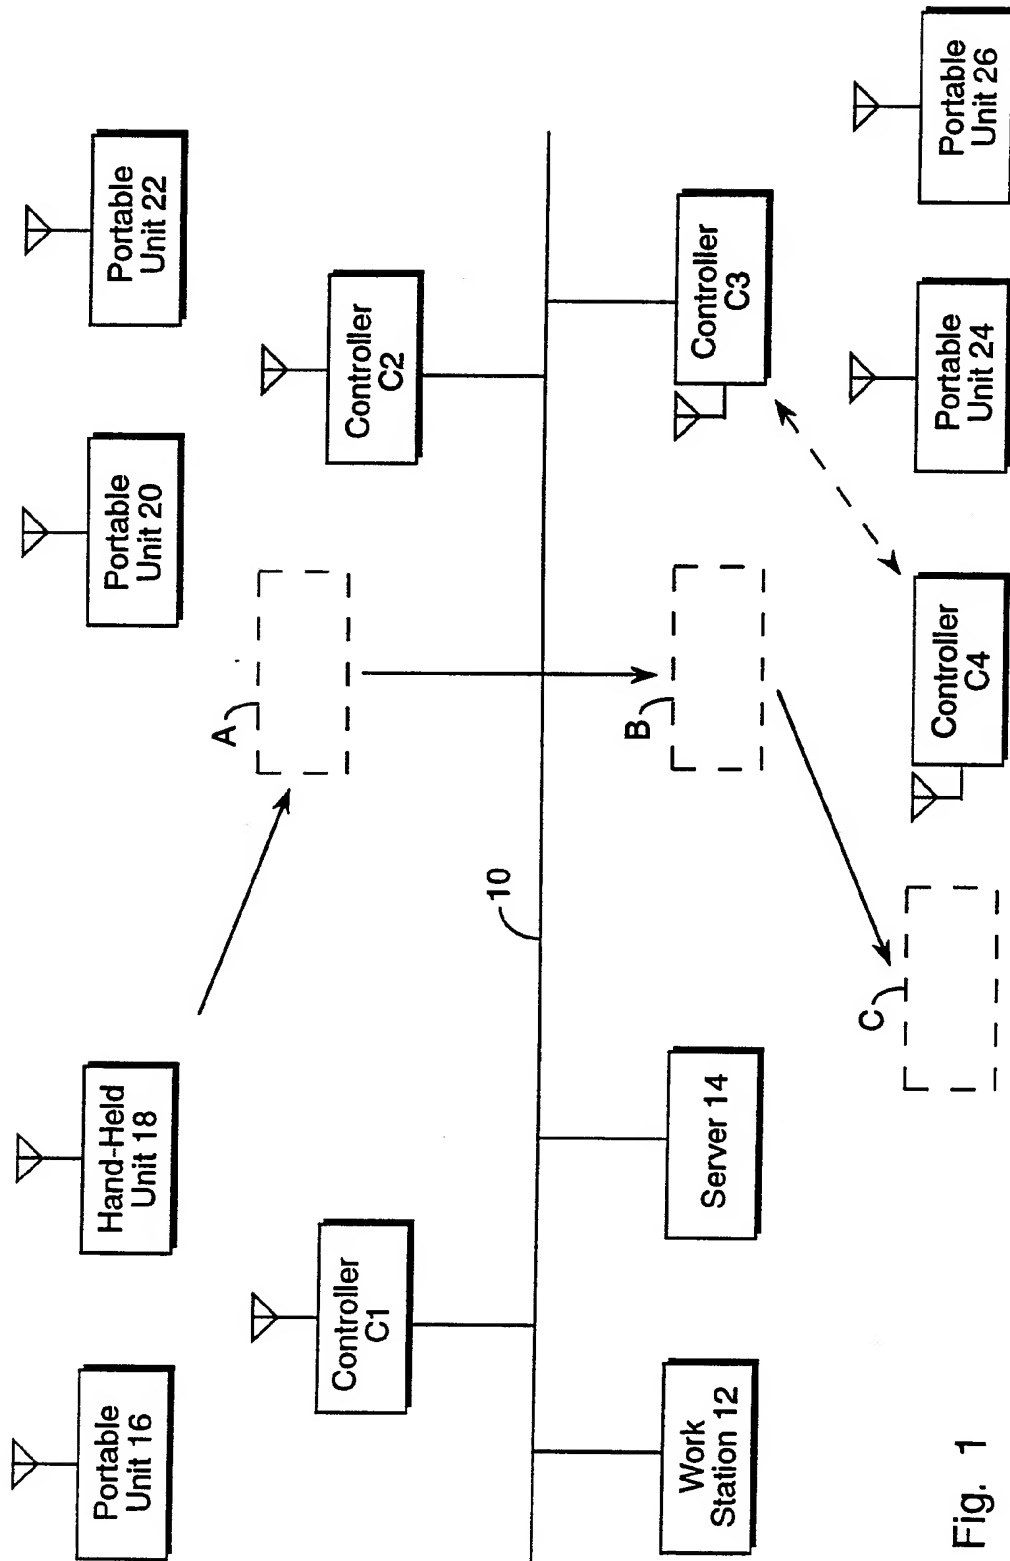 Portable
Unit 16
Hand-Held
Unit 18
Portable
Unit 20
Portable
Unit 22
Controller
C1
A
Controller
C2
10
Work
Station 12
Server 14
B
Controller
C3
C
Controller
C4
Portable
Unit 24
Portable
Unit 26
Fig. 1